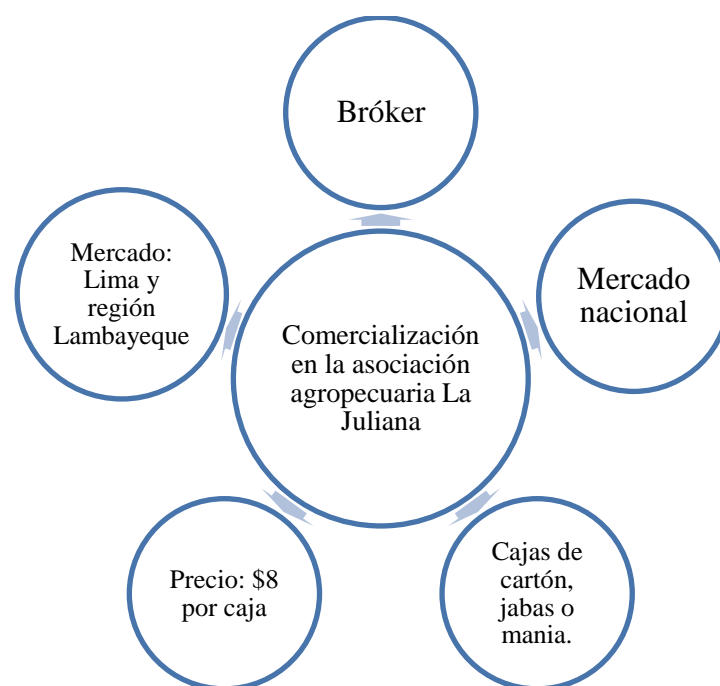 Bróker
Mercado:
Lima y
región
Lambayeque
Mercado
nacional
Comercialización
en la asociación
agropecuaria La
Juliana
Precio: $8
por caja
Cajas de
cartón,
jabas o
mania.